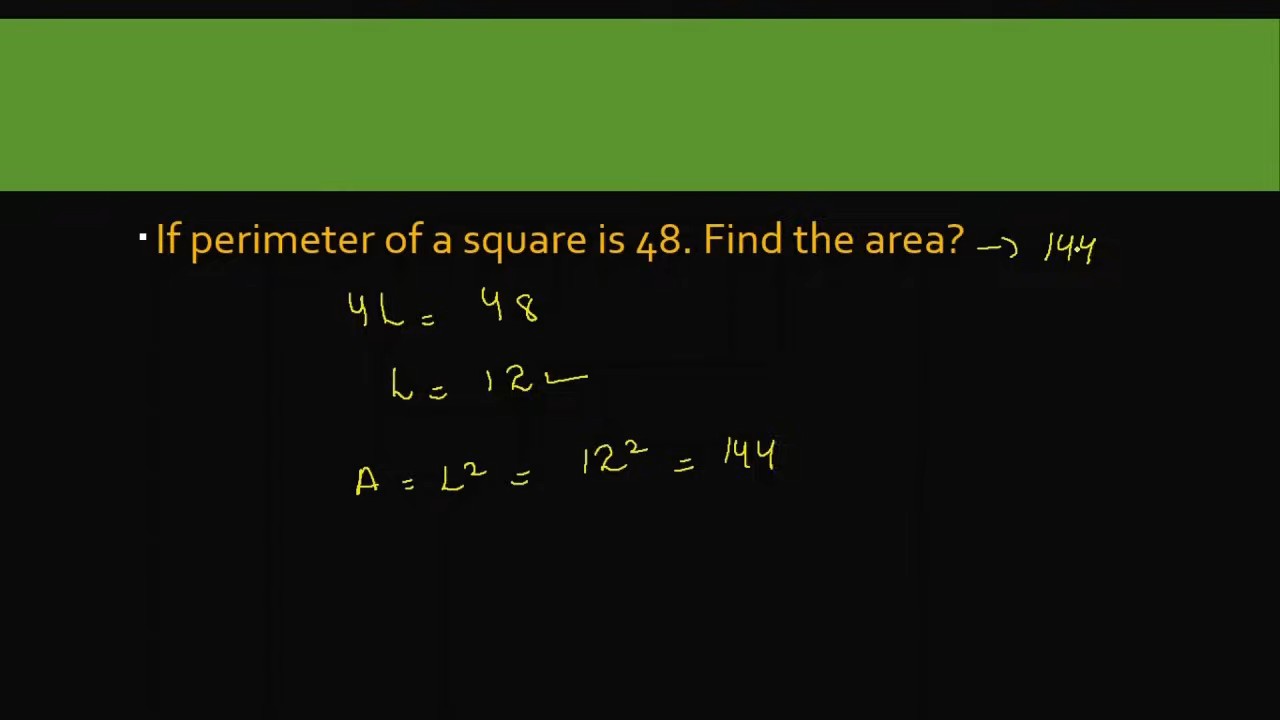 ▪ If perimeter of a square is 48. Find the area? → 144
4L = 48
L = 12
A = L² = 12² = 144